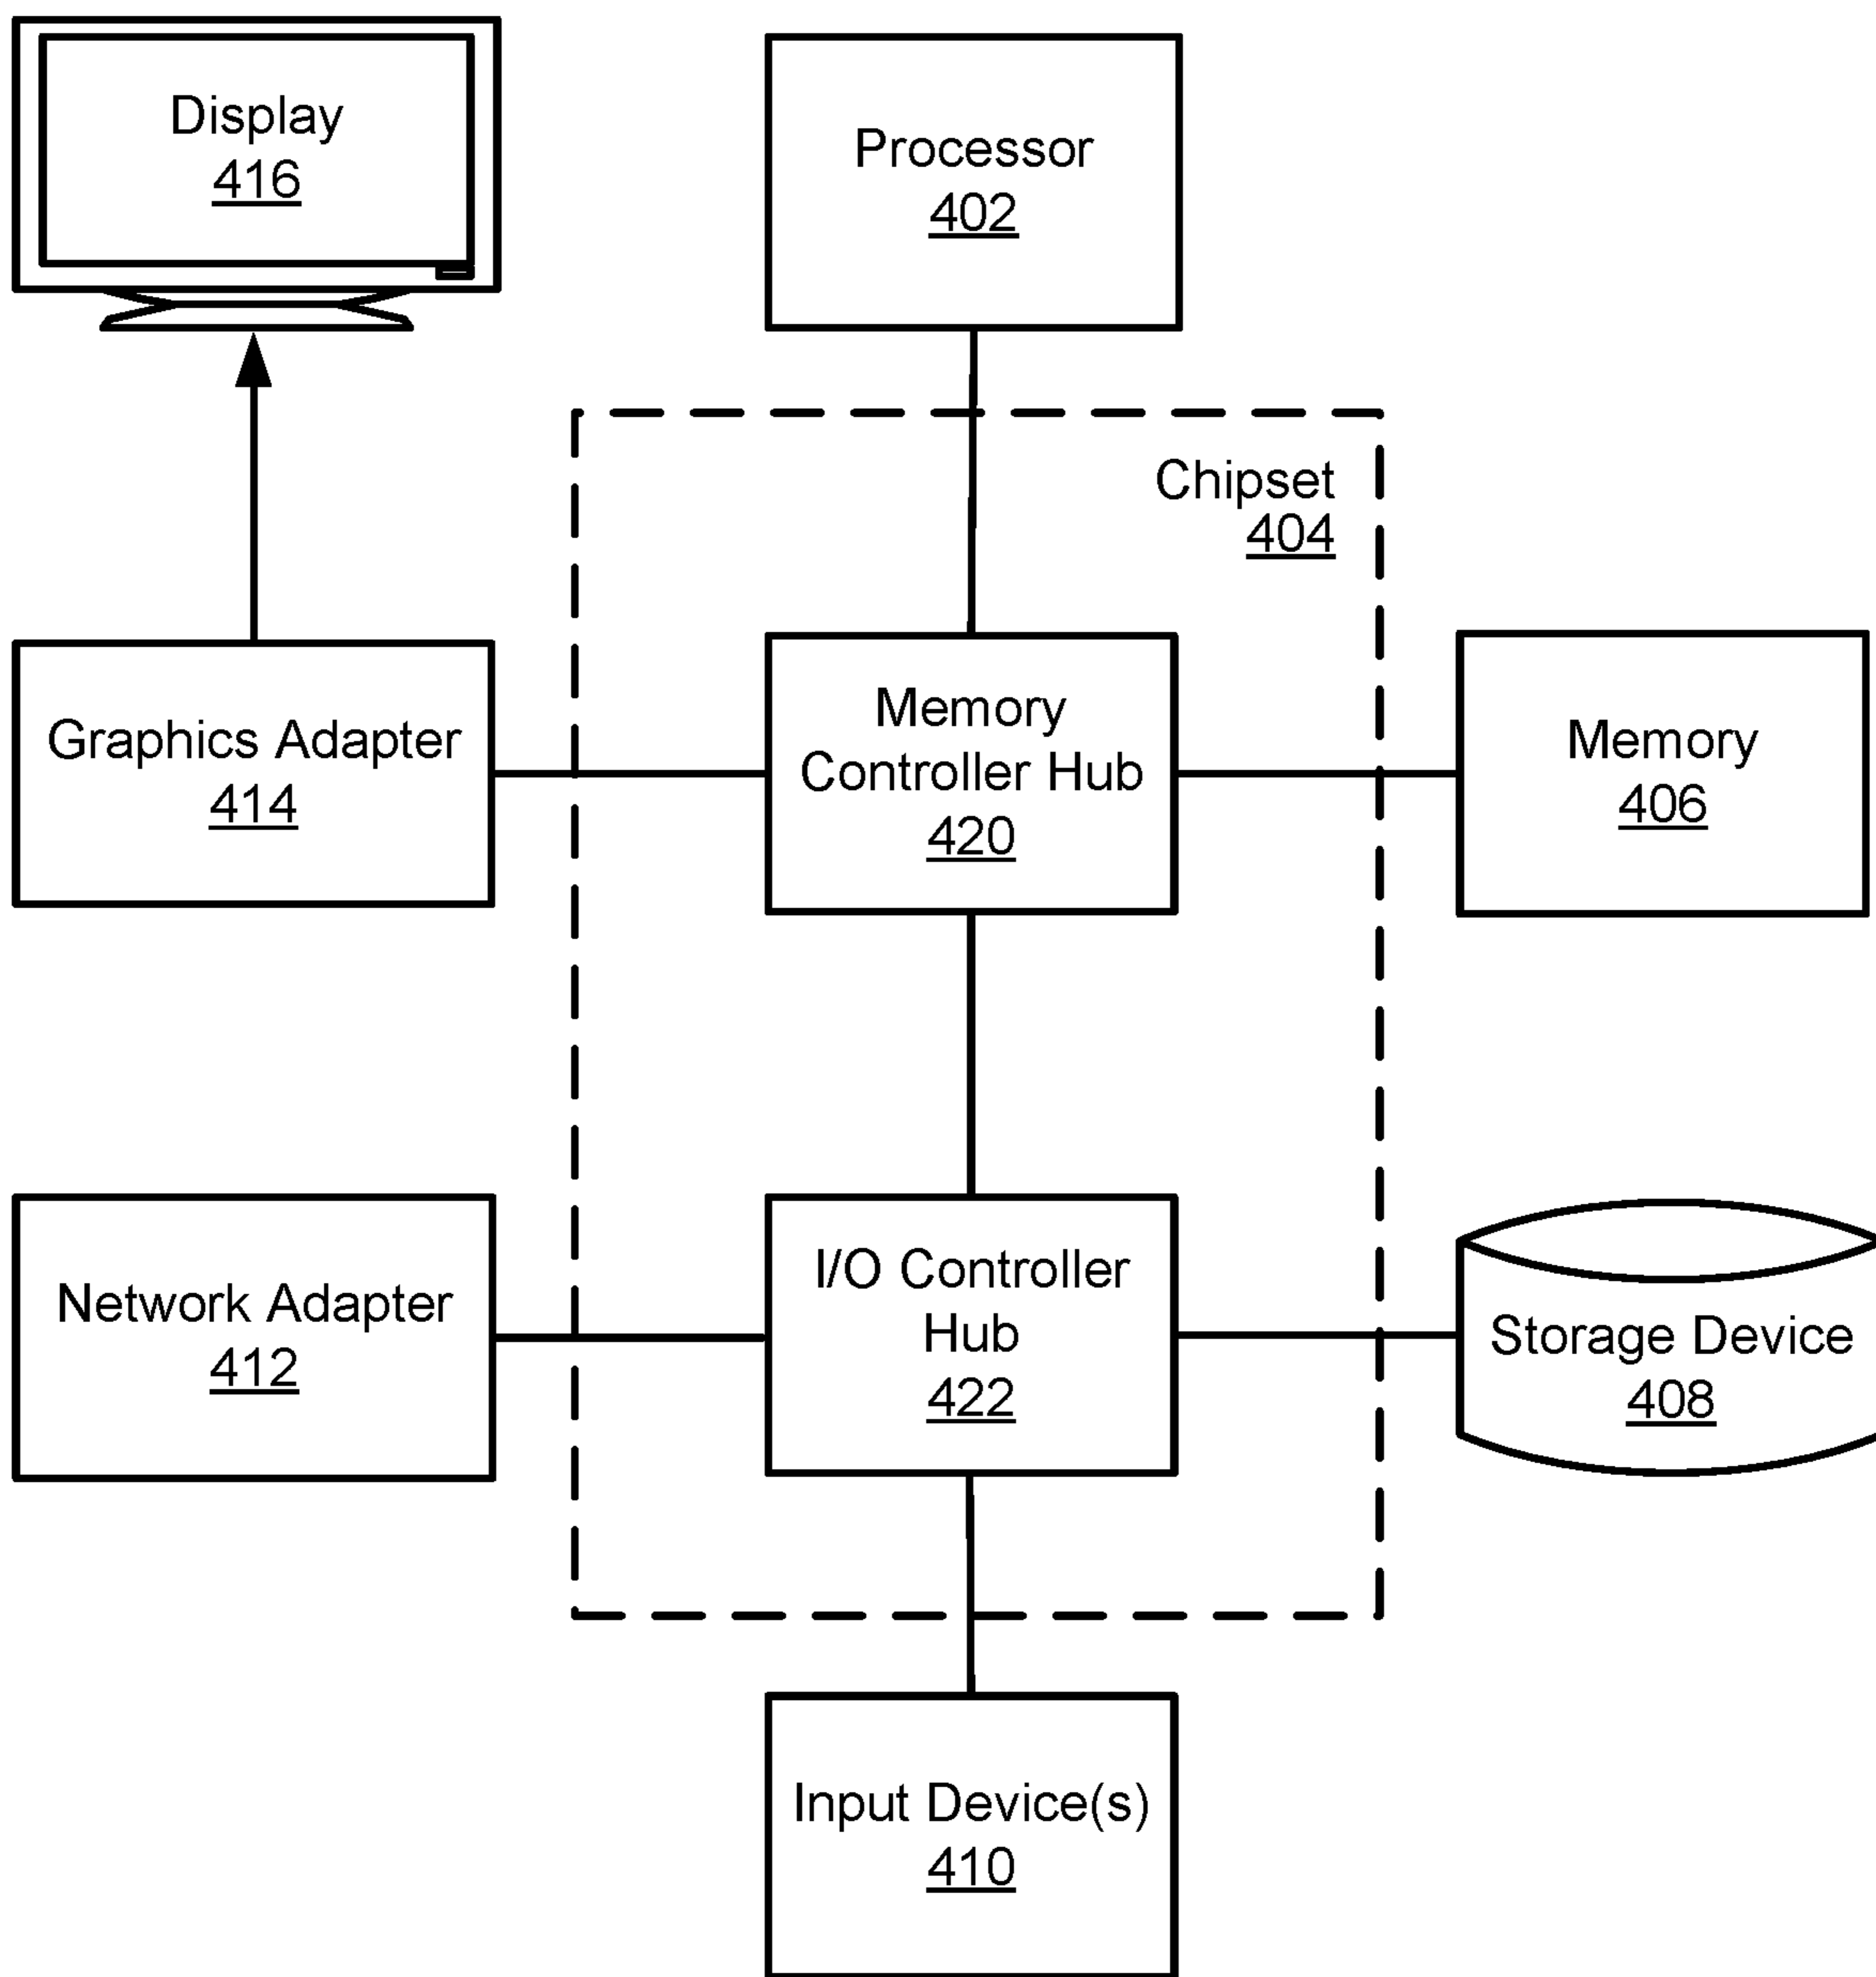 Display
416
Processor
402
Chipset
404
Graphics Adapter
414
Memory
Controller Hub
420
Memory
406
Network Adapter
412
I/O Controller
Hub
422
Storage Device
408
Input Device(s)
410